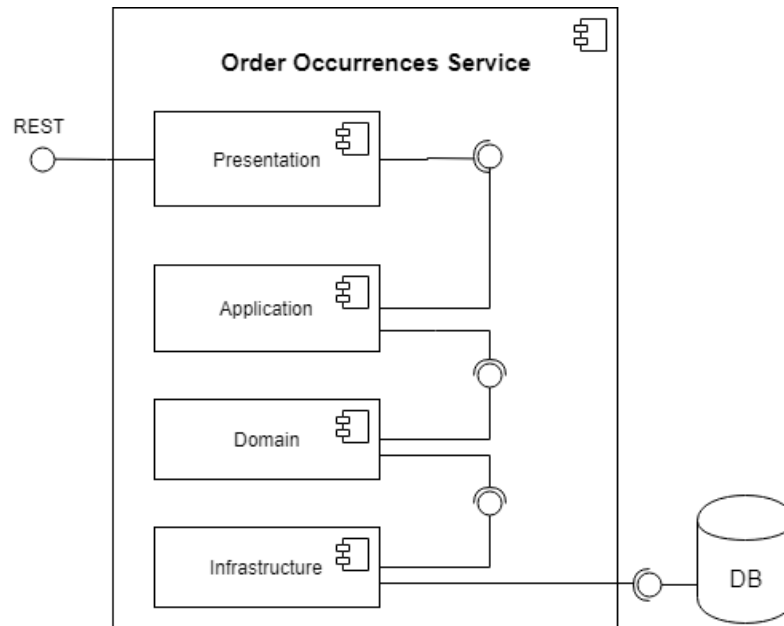 Order Occurrences Service
REST
Presentation
Application
Domain
Infrastructure
DB